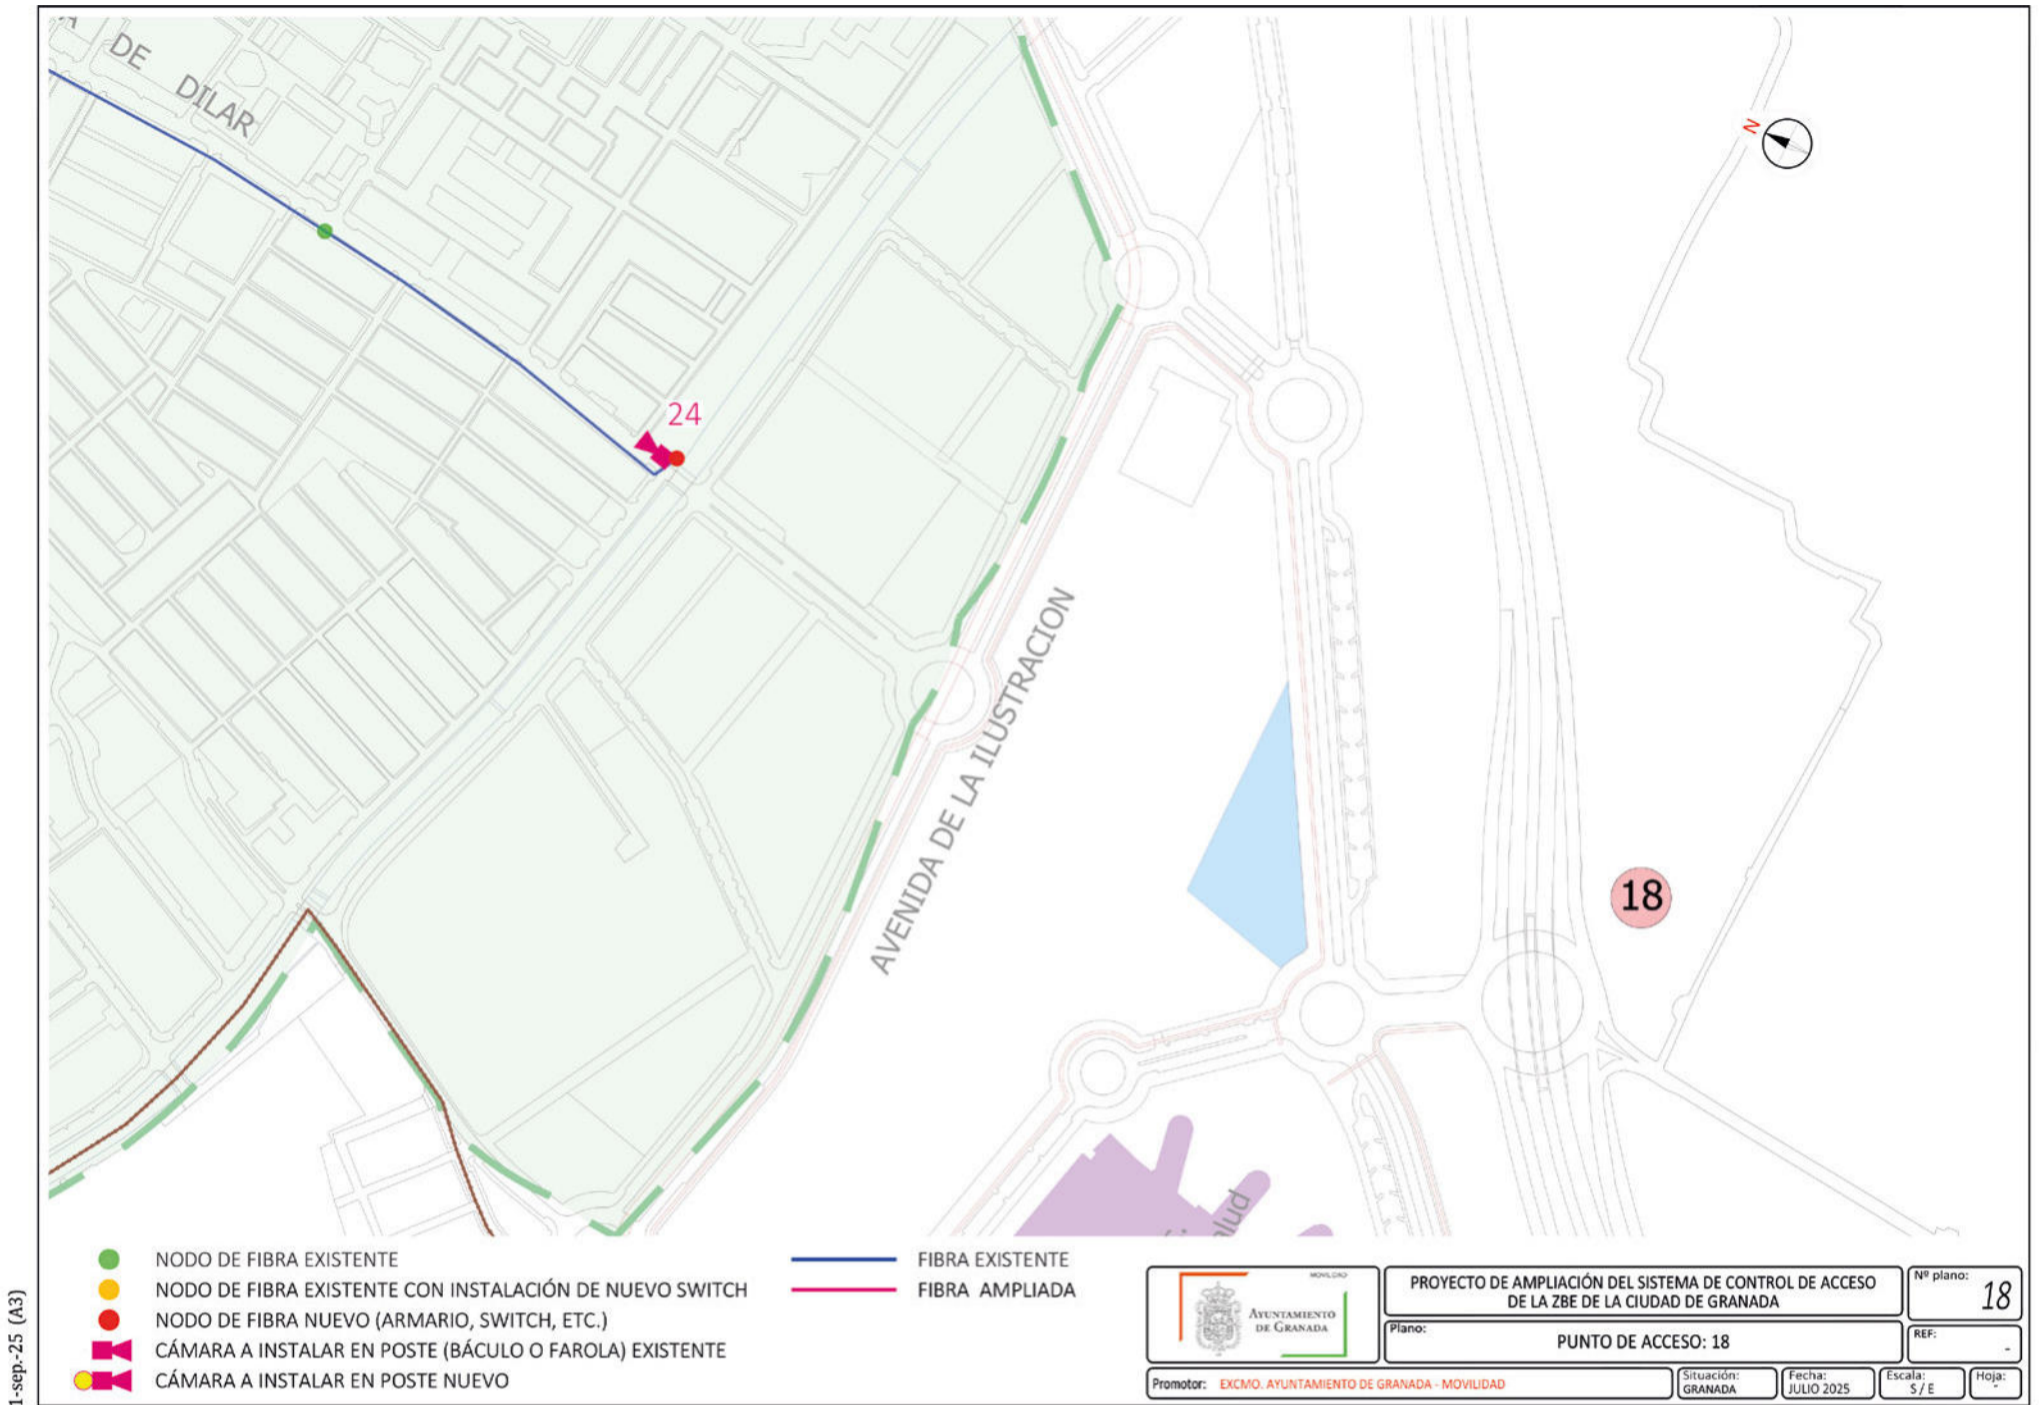 DE DILAR
N
24
AVENIDA DE LA ILUSTRACION
18
alud
NODO DE FIBRA EXISTENTE
NODO DE FIBRA EXISTENTE CON INSTALACIÓN DE NUEVO SWITCH
NODO DE FIBRA NUEVO (ARMARIO, SWITCH, ETC.)
CÁMARA A INSTALAR EN POSTE (BÁCULO O FAROLA) EXISTENTE
CÁMARA A INSTALAR EN POSTE NUEVO
FIBRA EXISTENTE
FIBRA AMPLIADA
MOVILIDAD
AYUNTAMIENTO
DE GRANADA
PROYECTO DE AMPLIACIÓN DEL SISTEMA DE CONTROL DE ACCESO
DE LA ZBE DE LA CIUDAD DE GRANADA
Nº plano:
18
Plano:
PUNTO DE ACCESO: 18
REF:
-
Promotor: EXCMO. AYUNTAMIENTO DE GRANADA - MOVILIDAD
Situación:
GRANADA
Fecha:
JULIO 2025
Escala:
S / E
Hoja:
-
1-sep.-25 (A3)